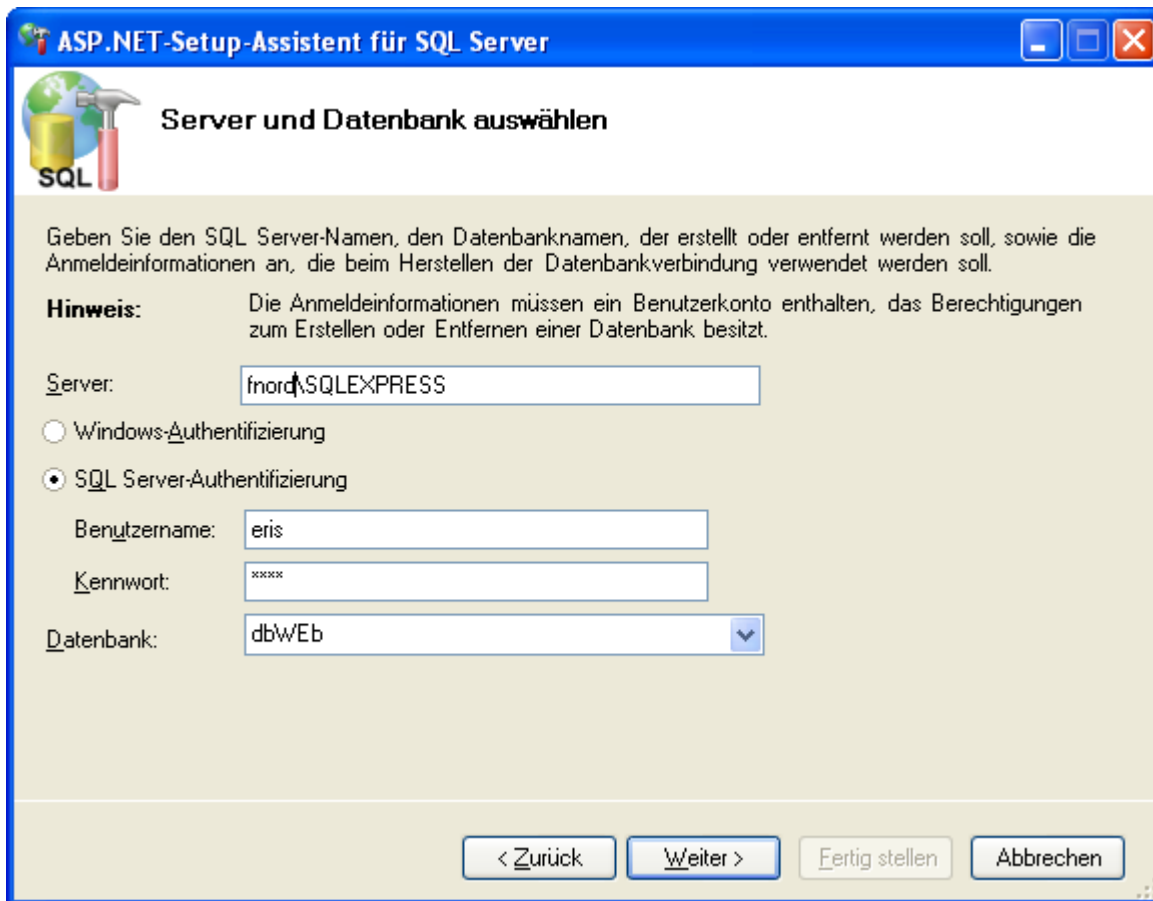 ASP.NET-Setup-Assistent für SQL Server
Server und Datenbank auswählen
SQL
Geben Sie den SQL Server-Namen, den Datenbanknamen, der erstellt oder entfernt werden soll, sowie die
Anmeldeinformationen an, die beim Herstellen der Datenbankverbindung verwendet werden soll.
Hinweis: Die Anmeldeinformationen müssen ein Benutzerkonto enthalten, das Berechtigungen
zum Erstellen oder Entfernen einer Datenbank besitzt.
Server: fnord\SQLEXPRESS
Windows-Authentifizierung
SQL Server-Authentifizierung
Benutzername: eris
Kennwort: ****
Datenbank: dbWEb
< Zurück Weiter > Fertig stellen Abbrechen